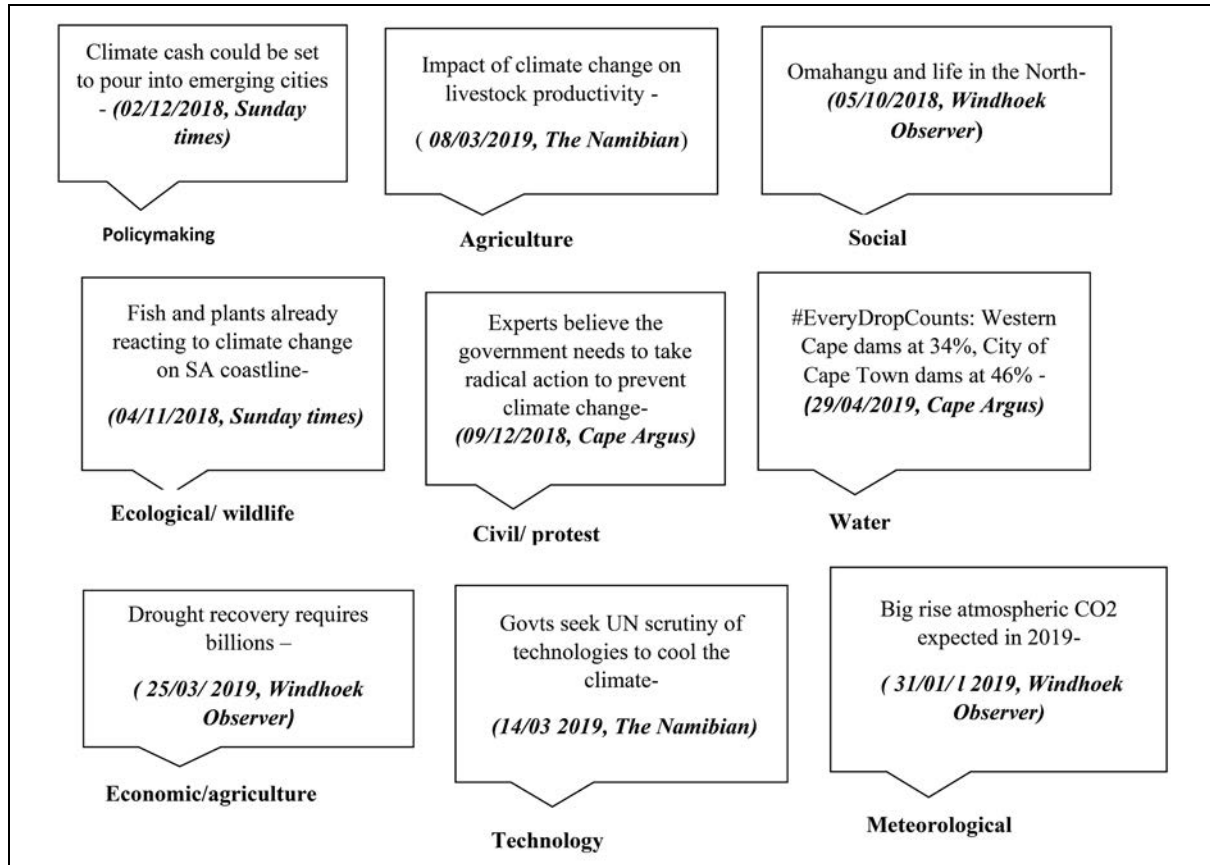 Climate cash could be set
to pour into emerging cities
- (02/12/2018, Sunday
times)
Policymaking
Impact of climate change on
livestock productivity -
( 08/03/2019, The Namibian)
Agriculture
Omahangu and life in the North-
(05/10/2018, Windhoek
Observer)
Social
Fish and plants already
reacting to climate change
on SA coastline-
(04/11/2018, Sunday times)
Ecological/ wildlife
Experts believe the
government needs to take
radical action to prevent
climate change-
(09/12/2018, Cape Argus)
Civil/ protest
#EveryDropCounts: Western
Cape dams at 34%, City of
Cape Town dams at 46% -
(29/04/2019, Cape Argus)
Water
Drought recovery requires
billions –
( 25/03/ 2019, Windhoek
Observer)
Economic/agriculture
Govts seek UN scrutiny of
technologies to cool the
climate-
(14/03 2019, The Namibian)
Technology
Big rise atmospheric CO2
expected in 2019-
( 31/01/ l 2019, Windhoek
Observer)
Meteorological